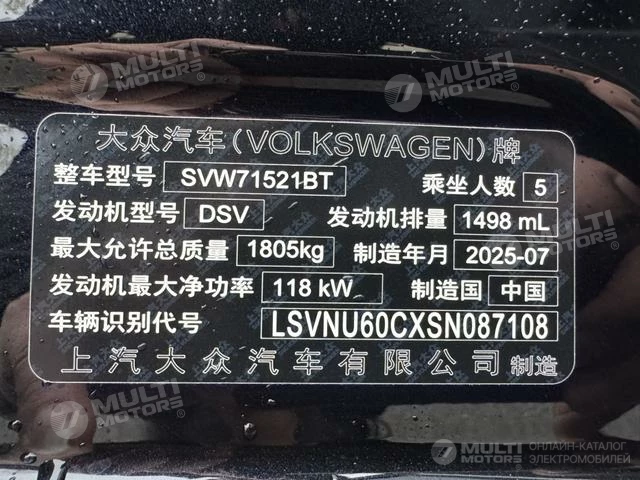 MULTI MOTORS®
MULTI MOTORS®
MULTI MOTORS®
大众汽车(VOLKSWAGEN)牌
整车型号 SVW71521BT 乘坐人数 5
发动机型号 DSV 发动机排量 1498 mL
最大允许总质量 1805kg 制造年月 2025-07
发动机最大净功率 118 kW 制造国 中国
车辆识别代号 LSVNU60CXSN087108
上汽大众汽车有限公司 制造
MULTI MOTORS®
MULTI MOTORS®
ОНЛАЙН-КАТАЛОГ
ЭЛЕКТРОМОБИЛЕЙ